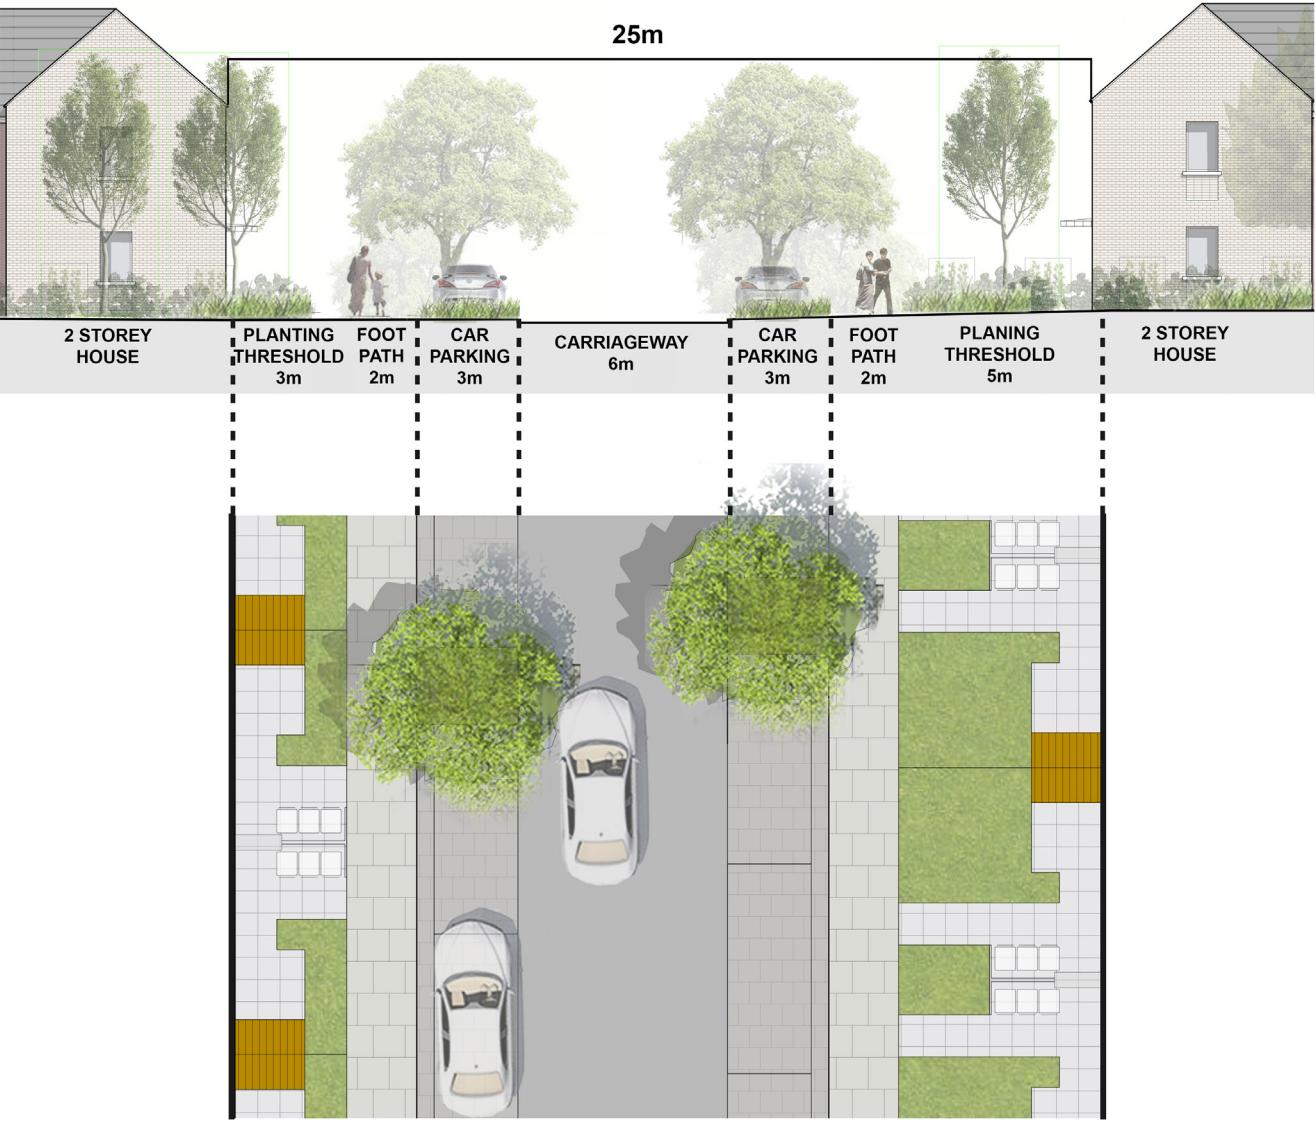 25m
2 STOREY
HOUSE
PLANTING
THRESHOLD
3m
FOOT
PATH
2m
CAR
PARKING
3m
CARRIAGEWAY
6m
CAR
PARKING
3m
FOOT
PATH
2m
PLANING
THRESHOLD
5m
2 STOREY
HOUSE